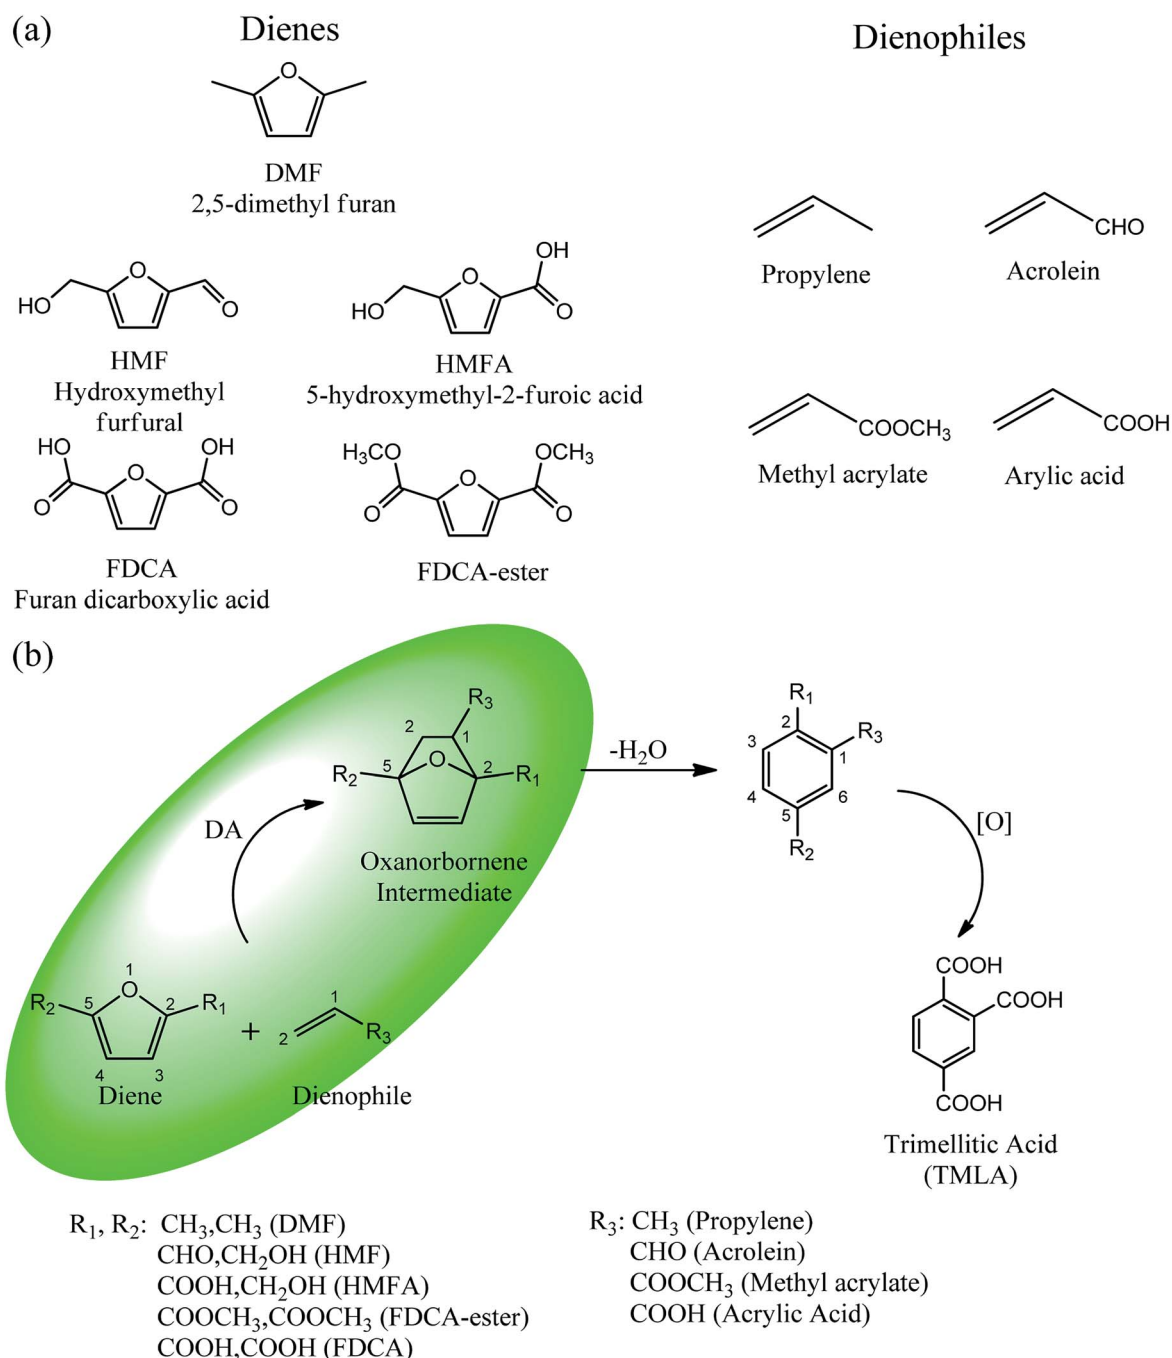 (a)
Dienes
Dienophiles
O
DMF
2,5-dimethyl furan
HO
O
O
HMF
Hydroxymethyl
furfural
HO
O
OH
O
HMFA
5-hydroxymethyl-2-furoic acid
HO
O
O
OH
O
FDCA
Furan dicarboxylic acid
H₃CO
O
O
OCH₃
O
FDCA-ester
Propylene
CHO
Acrolein
COOCH₃
Methyl acrylate
COOH
Arylic acid
(b)
R₃
2
1
R₂
5
O
2
R₁
Oxanorbornene
Intermediate
DA
R₂
5
1
O
2
R₁
4
3
Diene
+
1
2
R₃
Dienophile
-H₂O
R₁
2
R₃
3
1
4
6
5
R₂
[O]
COOH
COOH
COOH
Trimellitic Acid
(TMLA)
R₁, R₂: CH₃,CH₃ (DMF)
CHO,CH₂OH (HMF)
COOH,CH₂OH (HMFA)
COOCH₃,COOCH₃ (FDCA-ester)
COOH,COOH (FDCA)
R₃: CH₃ (Propylene)
CHO (Acrolein)
COOCH₃ (Methyl acrylate)
COOH (Acrylic Acid)